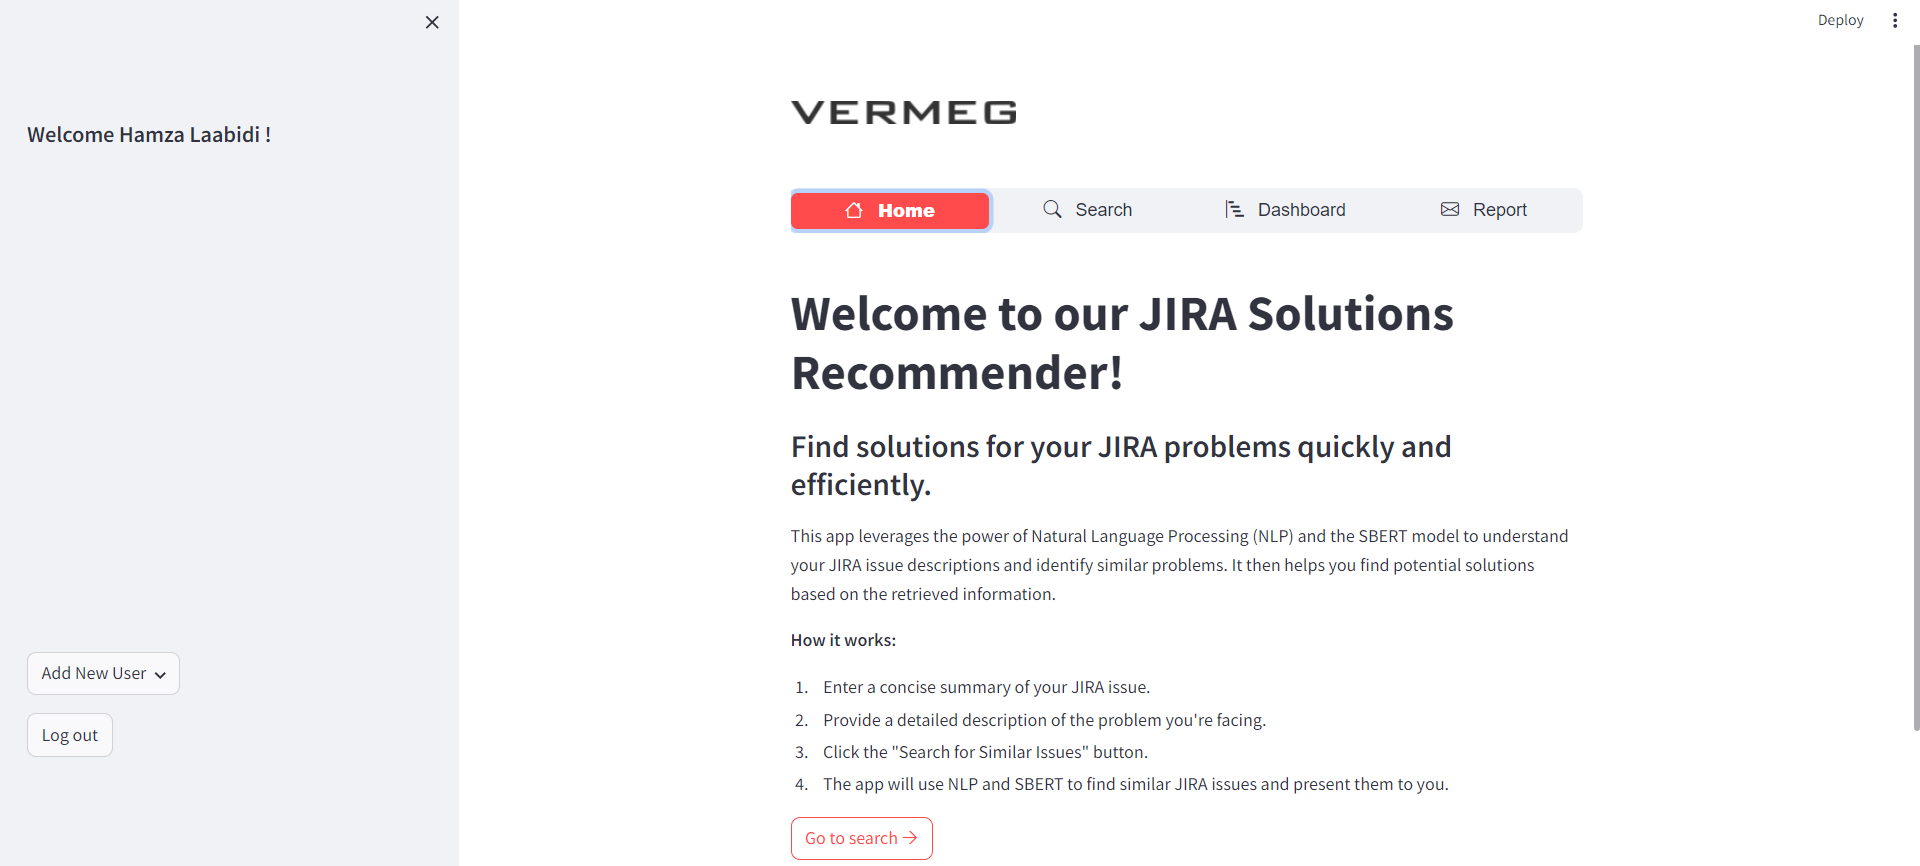 Deploy
Welcome Hamza Laabidi !
Add New User
Log out
VERMEG
Home
Search
Dashboard
Report
Welcome to our JIRA Solutions
Recommender!
Find solutions for your JIRA problems quickly and
efficiently.
This app leverages the power of Natural Language Processing (NLP) and the SBERT model to understand
your JIRA issue descriptions and identify similar problems. It then helps you find potential solutions
based on the retrieved information.
How it works:
1. Enter a concise summary of your JIRA issue.
2. Provide a detailed description of the problem you're facing.
3. Click the "Search for Similar Issues" button.
4. The app will use NLP and SBERT to find similar JIRA issues and present them to you.
Go to search →